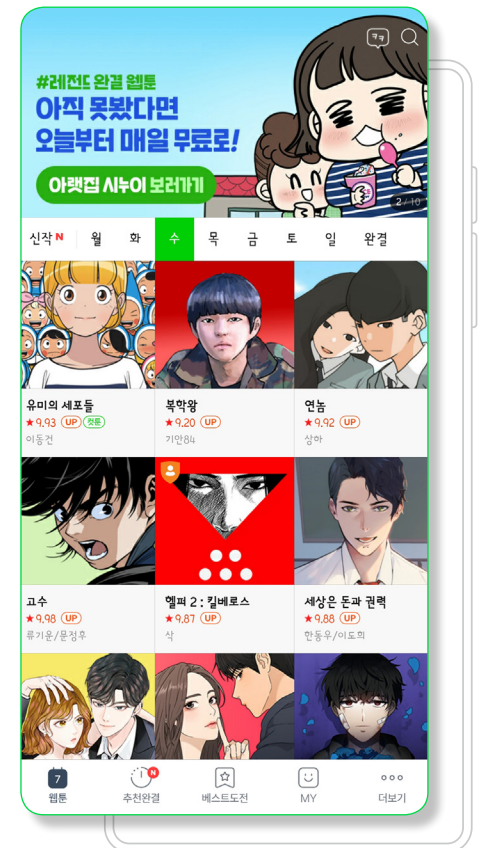 ㅋㅋ
#레전드 완결 웹툰
아직 못봤다면
오늘부터 매일 무료로!
아랫집 시누이 보러가기
2 / 10
신작 N 월 화 수 목 금 토 일 완결
유미의 세포들
★9.93 UP 컷툰
이동건
복학왕
★9.20 UP
기안84
연놈
★9.92 UP
상하
고수
★9.98 UP
류기운/문정후
헬퍼 2 : 킬베로스
★9.87 UP
삭
세상은 돈과 권력
★9.88 UP
한동우/이도희
7
웹툰
N
추천완결
베스트도전
MY
더보기